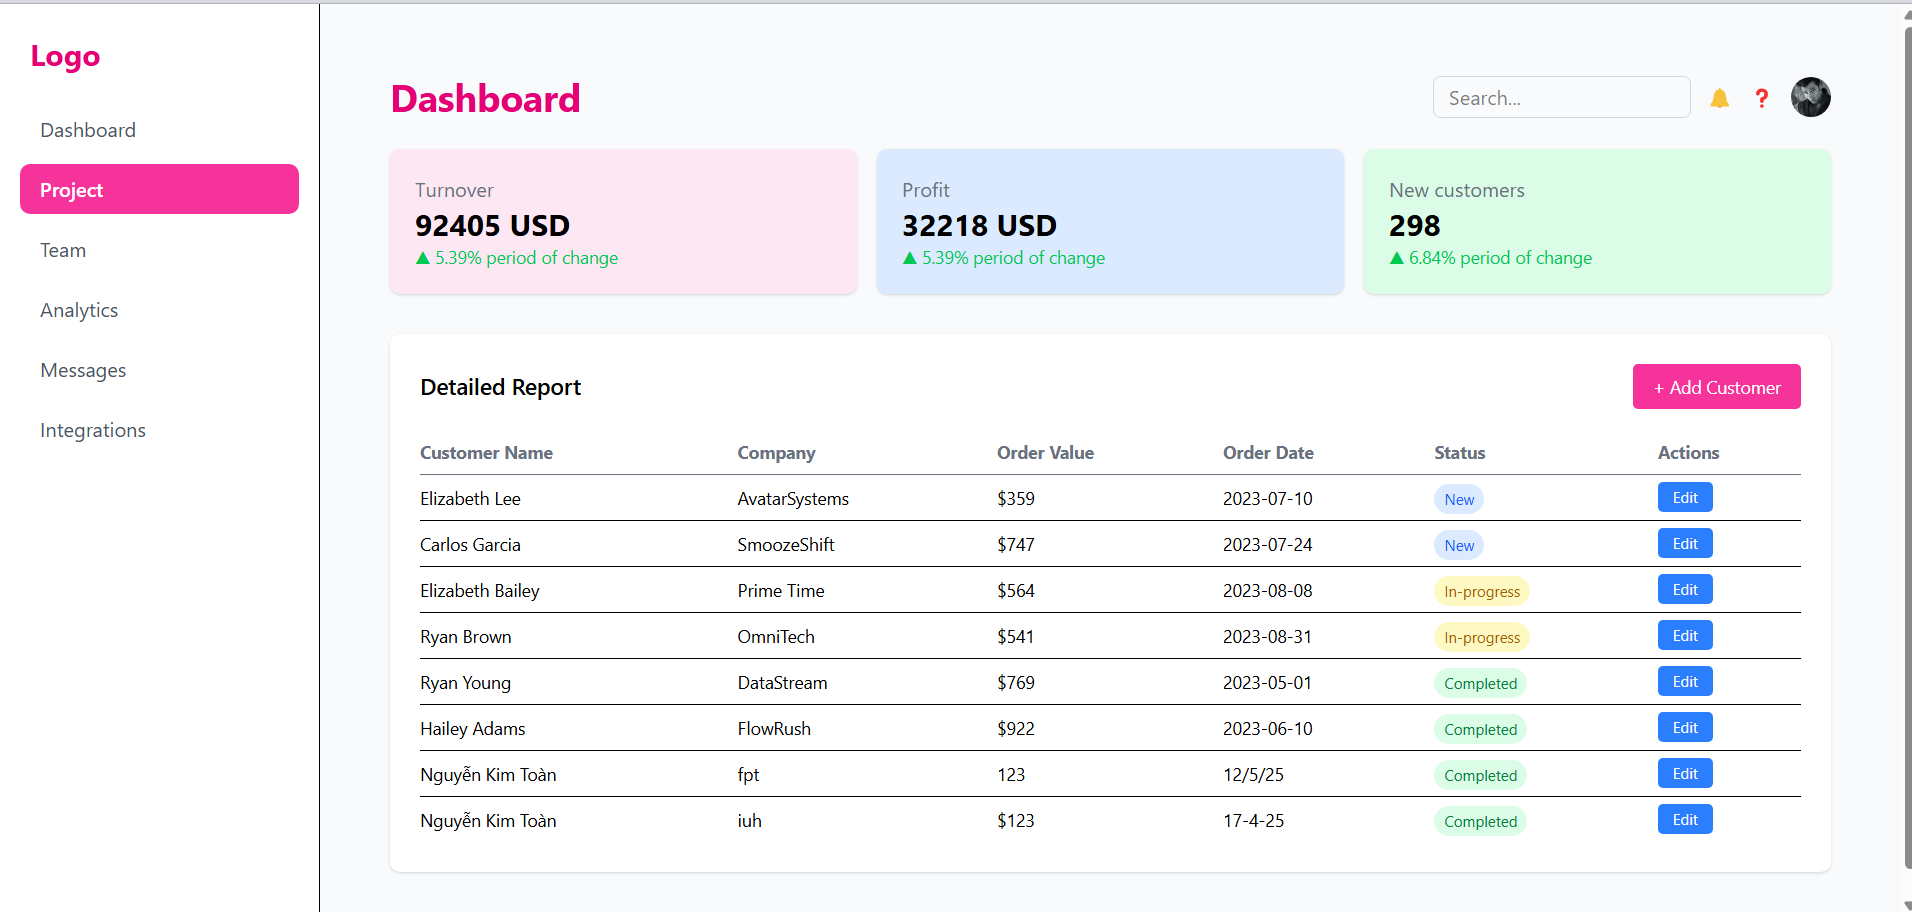 Logo
Dashboard
Project
Team
Analytics
Messages
Integrations
Dashboard
Search...
Turnover
92405 USD
▲ 5.39% period of change
Profit
32218 USD
▲ 5.39% period of change
New customers
298
▲ 6.84% period of change
Detailed Report
+ Add Customer
Customer Name Company Order Value Order Date Status Actions
Elizabeth Lee AvatarSystems $359 2023-07-10 New Edit
Carlos Garcia SmoozeShift $747 2023-07-24 New Edit
Elizabeth Bailey Prime Time $564 2023-08-08 In-progress Edit
Ryan Brown OmniTech $541 2023-08-31 In-progress Edit
Ryan Young DataStream $769 2023-05-01 Completed Edit
Hailey Adams FlowRush $922 2023-06-10 Completed Edit
Nguyễn Kim Toàn fpt 123 12/5/25 Completed Edit
Nguyễn Kim Toàn iuh $123 17-4-25 Completed Edit